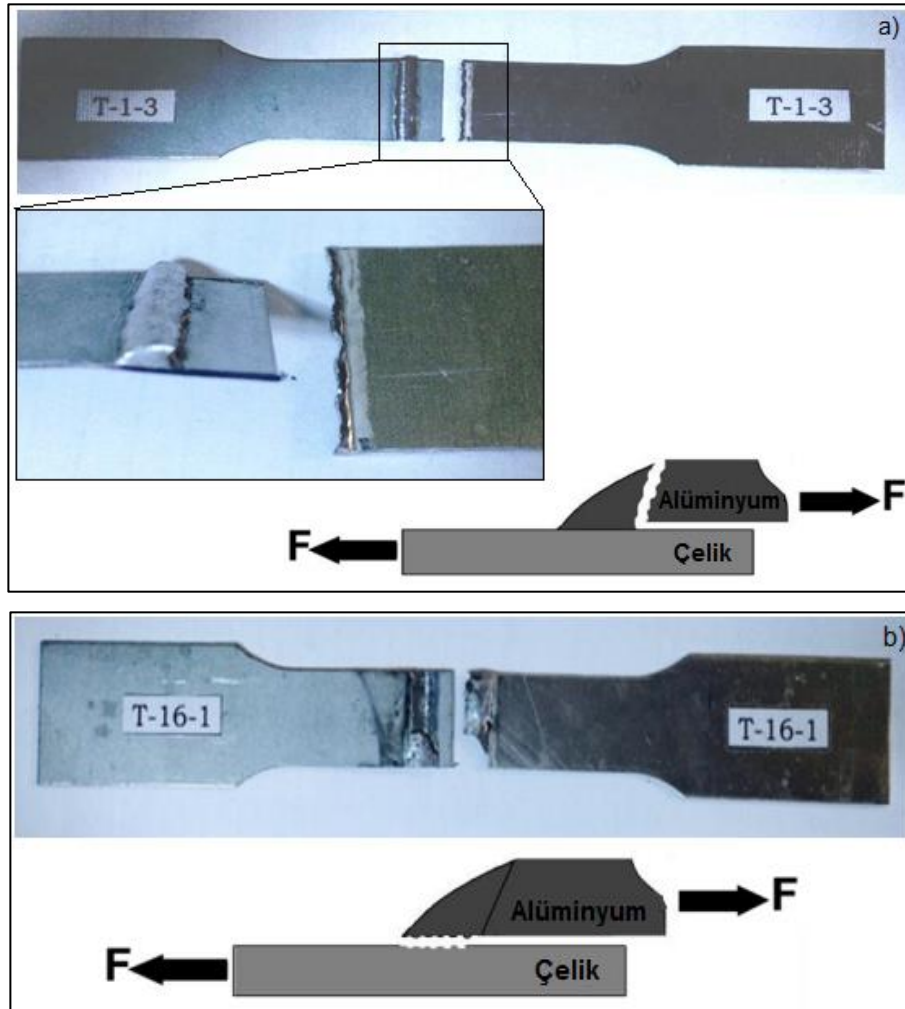 a)
T-1-3
T-1-3
Alüminyum
F
F
Çelik
b)
T-16-1
T-16-1
Alüminyum
F
F
Çelik